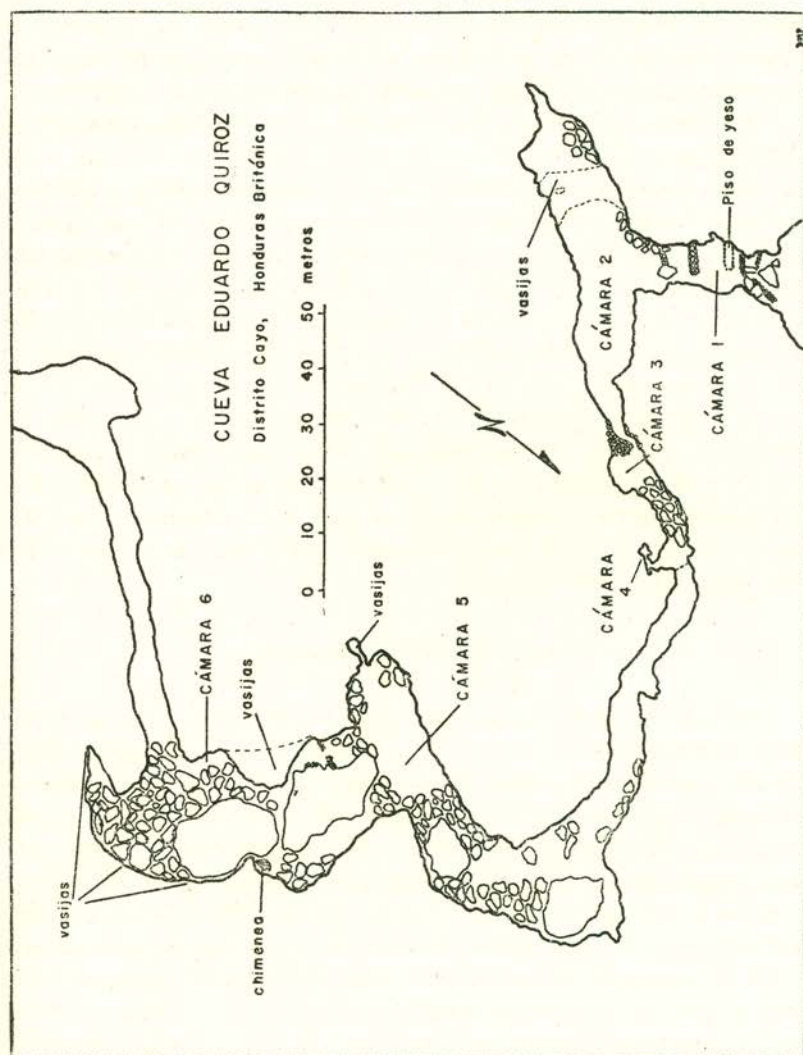 CUEVA EDUARDO QUIROZ
Distrito Cayo, Honduras Británica
0 10 20 30 40 50
metros
vasijas
CÁMARA 6
vasijas
chimenea
vasijas
CÁMARA 5
CÁMARA
4
CÁMARA 3
CÁMARA 2
vasijas
CÁMARA 1
Piso de yeso
N